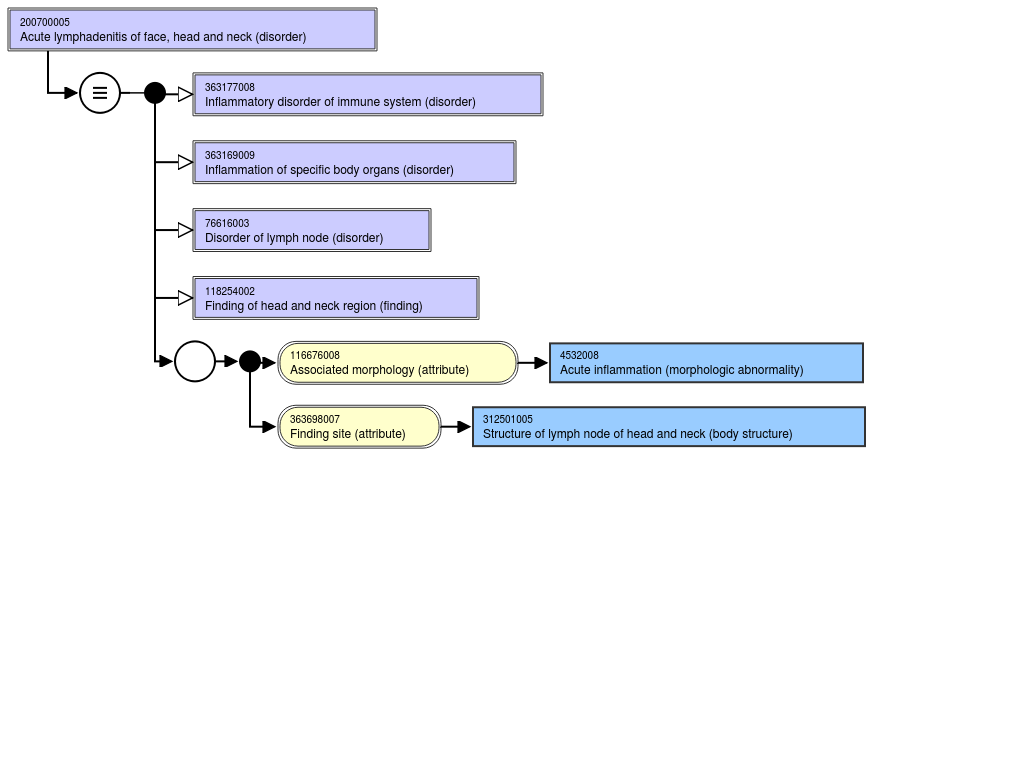 200700005
Acute lymphadenitis of face, head and neck (disorder)
363177008
Inflammatory disorder of immune system (disorder)
363169009
Inflammation of specific body organs (disorder)
76616003
Disorder of lymph node (disorder)
118254002
Finding of head and neck region (finding)
116676008
Associated morphology (attribute)
4532008
Acute inflammation (morphologic abnormality)
363698007
Finding site (attribute)
312501005
Structure of lymph node of head and neck (body structure)